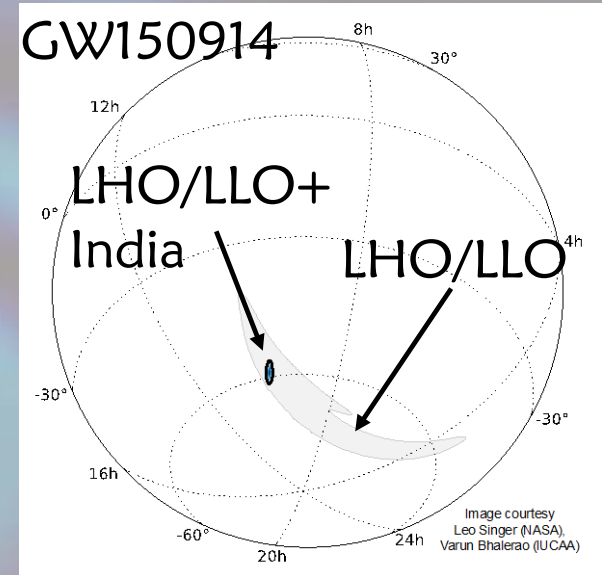 GW150914
8h
30°
12h
LHO/LLO+
India
0°
LHO/LLO
4h
-30°
-30°
16h
-60°
20h
24h
Image courtesy
Leo Singer (NASA),
Varun Bhalerao (IUCAA)